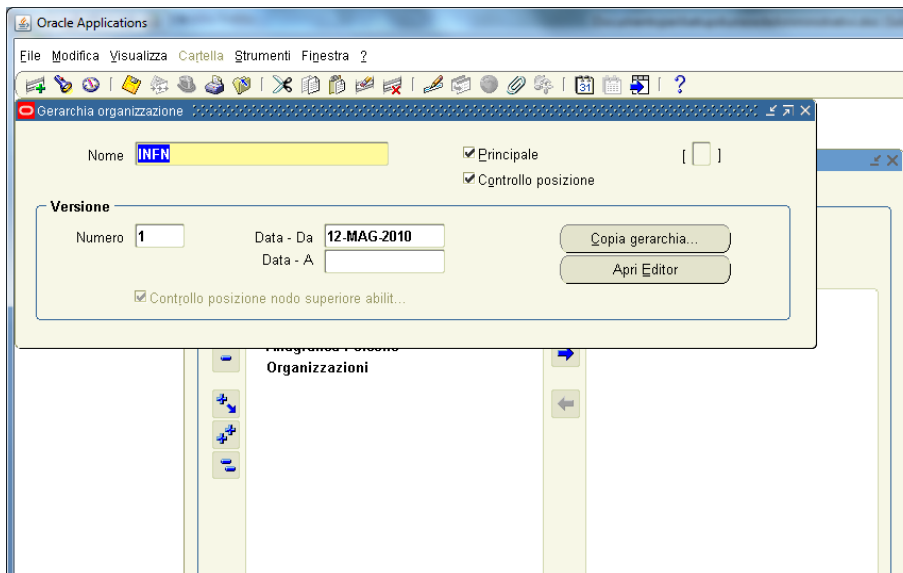 Oracle Applications
File Modifica Visualizza Cartella Strumenti Finestra ?
31 ?
Gerarchia organizzazione
Nome INFN Principale [ ]
Controllo posizione
Versione
Numero 1 Data - Da 12-MAG-2010 Copia gerarchia...
Data - A Apri Editor
Controllo posizione nodo superiore abilit...
Organizzazioni